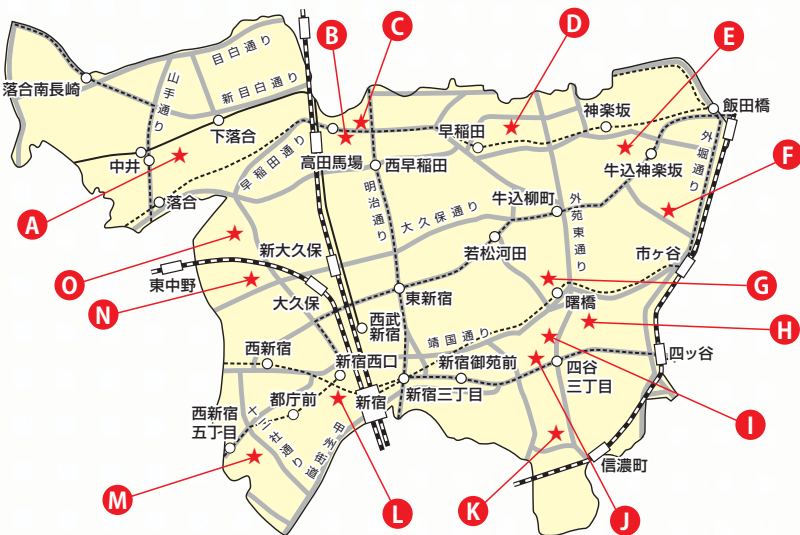 B
C
D
E
目白通り
山手通り
落合南長崎
新目白通り
神楽坂
飯田橋
下落合
早稲田
外堀通り
中井
早稲田通り
高田馬場
西早稲田
牛込神楽坂
F
A
落合
明治通り
大久保通り
牛込柳町
外苑東通り
O
新大久保
若松河田
市ヶ谷
東中野
N
大久保
東新宿
曙橋
G
西武
新宿
靖国通り
H
西新宿
新宿西口
新宿御苑前
四谷
三丁目
四ッ谷
都庁前
新宿
新宿三丁目
西新宿
五丁目
十二社通り
甲州街道
I
信濃町
M
L
K
J